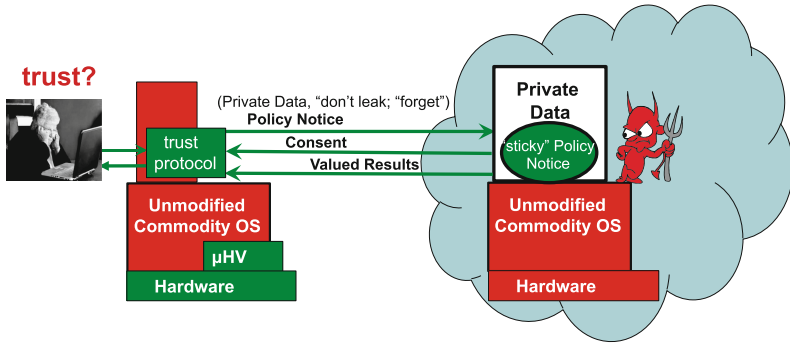 trust?
(Private Data, “don’t leak; “forget”)
Policy Notice
Consent
Valued Results
trust
protocol
Unmodified
Commodity OS
µHV
Hardware
Private
Data
“sticky” Policy
Notice
Unmodified
Commodity OS
Hardware